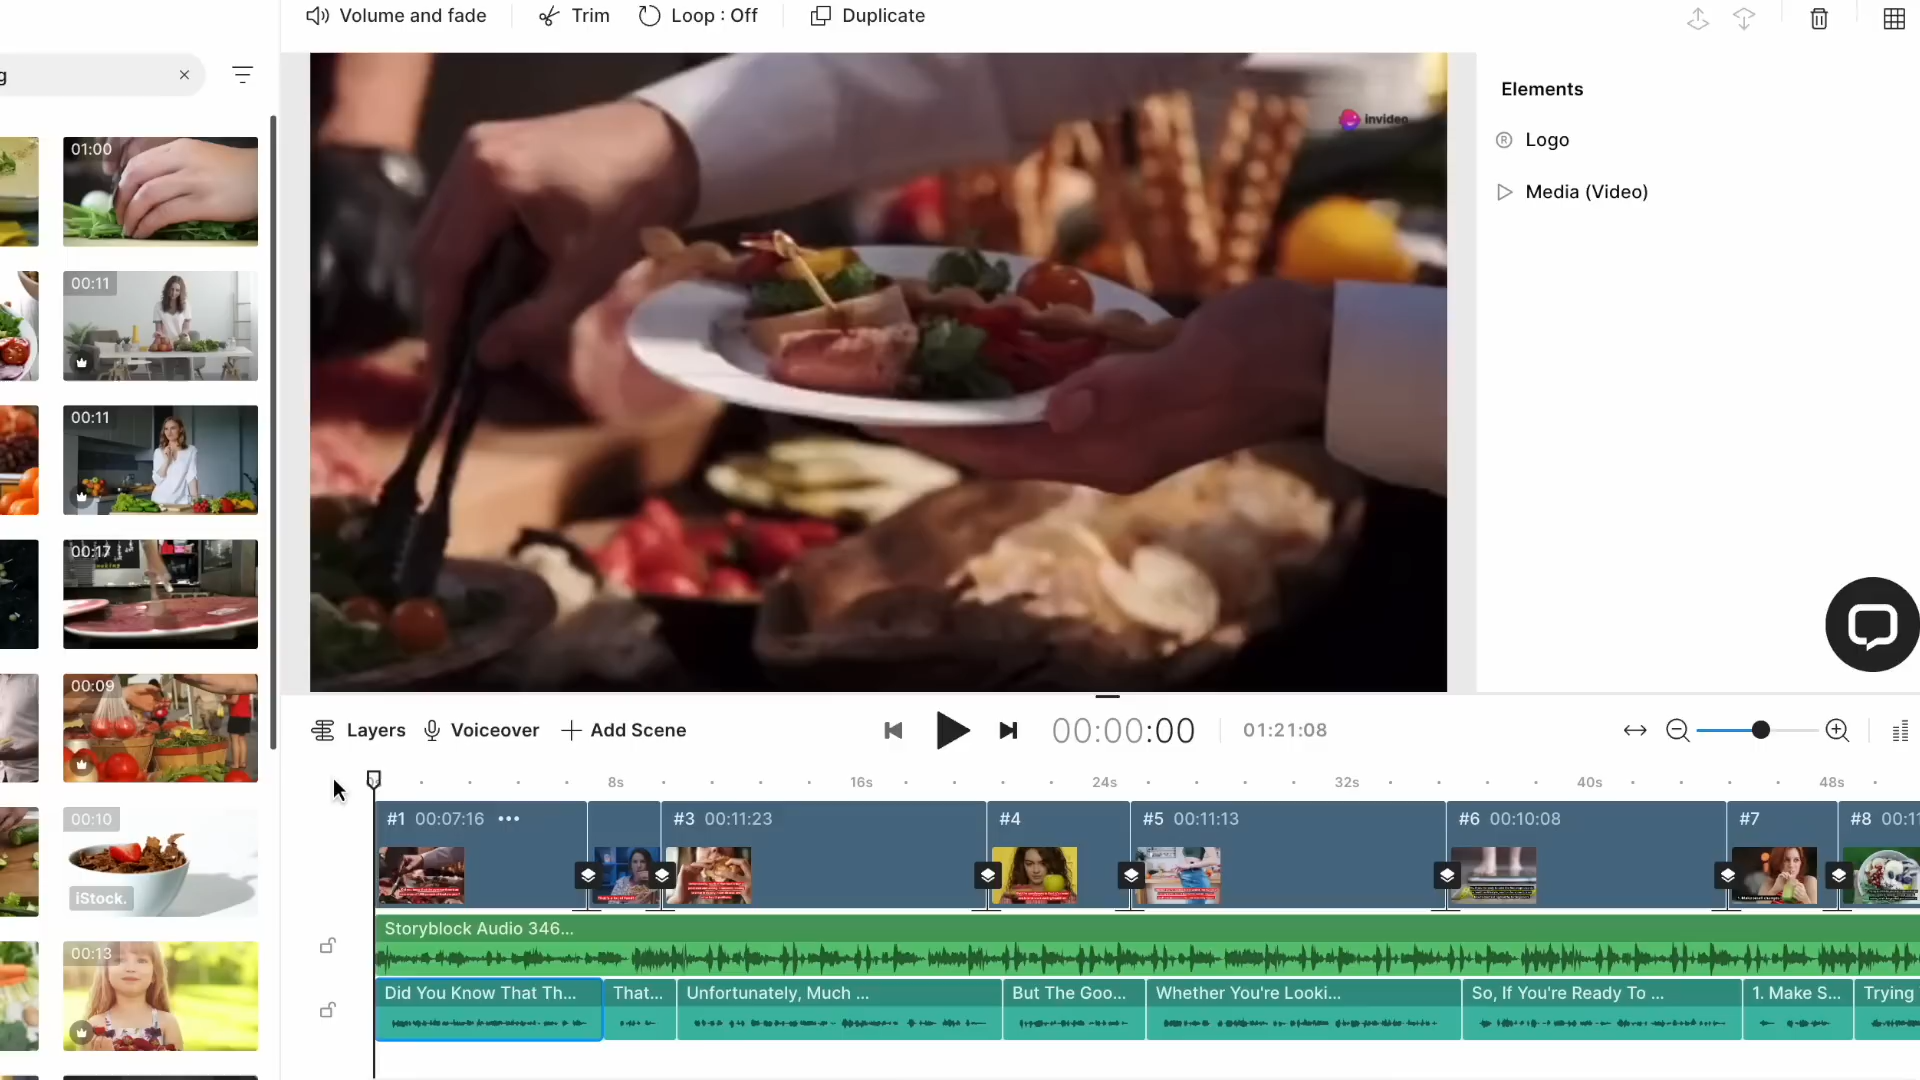 Volume and fade
Trim
Loop : Off
Duplicate
g
01:00
00:11
00:11
00:17
00:09
00:10
iStock.
00:13
invideo
Elements
Logo
Media (Video)
Layers
Voiceover
Add Scene
00:00:00
01:21:08
8s
16s
24s
32s
40s
48s
#1 00:07:16
#3 00:11:23
#4
#5 00:11:13
#6 00:10:08
#7
#8 00:1
Storyblock Audio 346...
Did You Know That Th...
That...
Unfortunately, Much ...
But The Goo...
Whether You're Looki...
So, If You're Ready To ...
1. Make S...
Trying